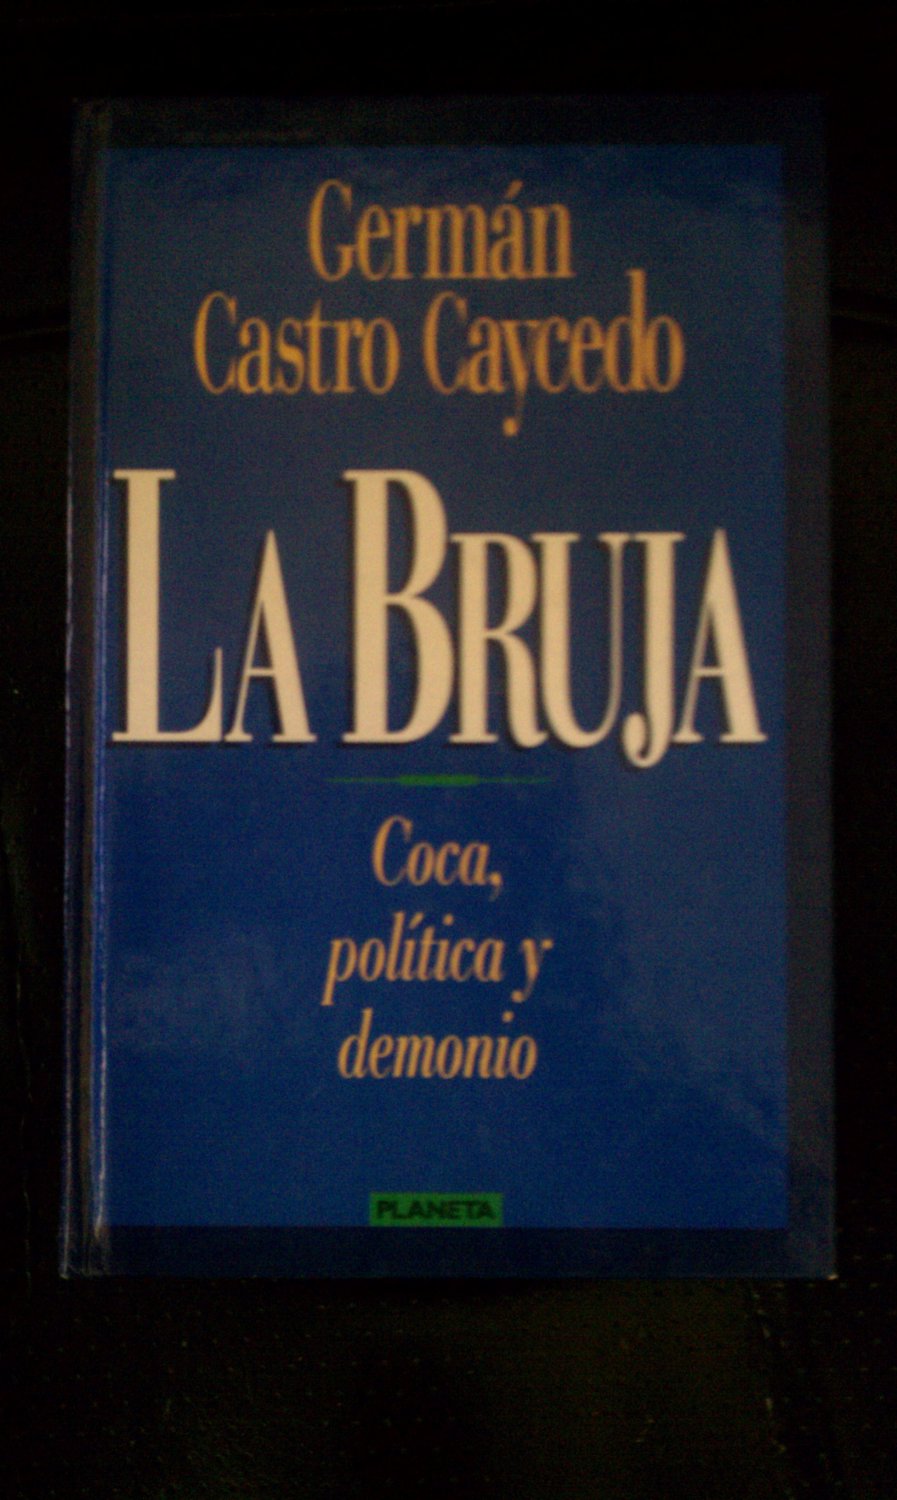 Germán
Castro Caycedo
LA BRUJA
Coca,
política y
demonio
PLANETA